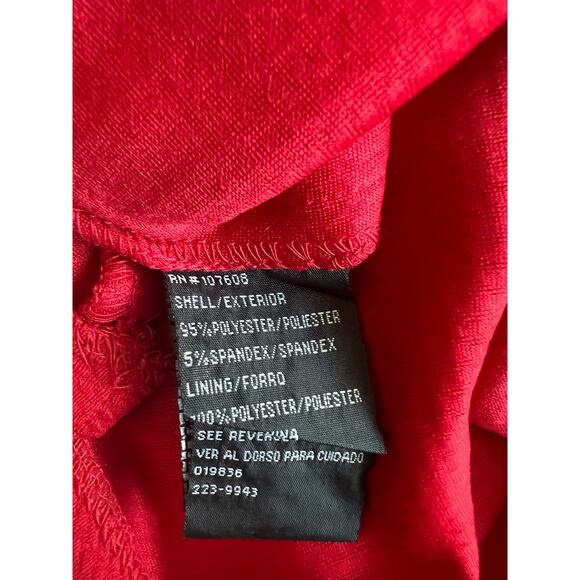 RN#107608
SHELL/EXTERIOR
95%POLYESTER/POLIESTER
5%SPANDEX/SPANDEX
LINING/FORRO
100%POLYESTER/POLIESTER
SEE
VER AL DORSO PARA CUIDADO
019836
223-9943